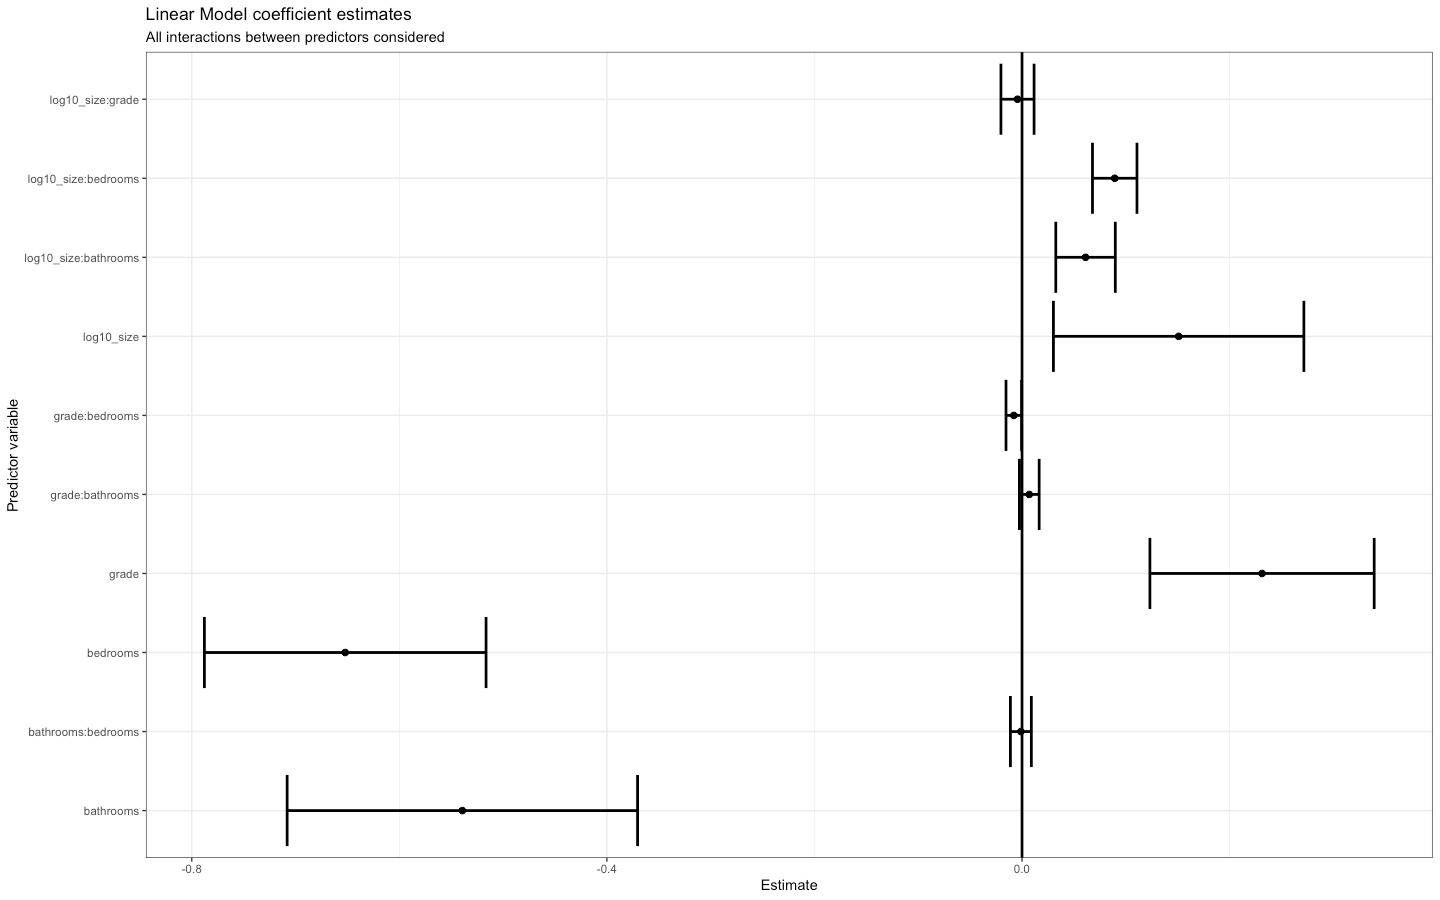 Linear Model coefficient estimates
All interactions between predictors considered
Predictor variable
log10_size:grade
log10_size:bedrooms
log10_size:bathrooms
log10_size
grade:bedrooms
grade:bathrooms
grade
bedrooms
bathrooms:bedrooms
bathrooms
-0.8 -0.4 0.0
Estimate